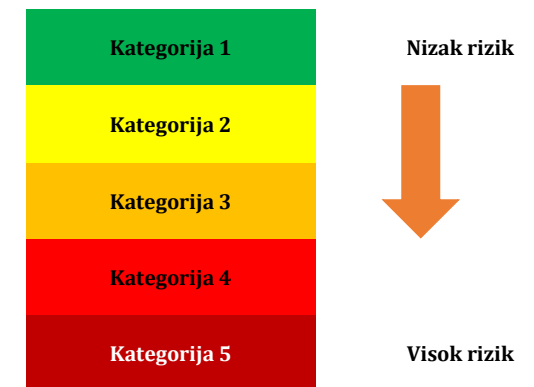 Kategorija 1 Nizak rizik
Kategorija 2
Kategorija 3
Kategorija 4
Kategorija 5 Visok rizik